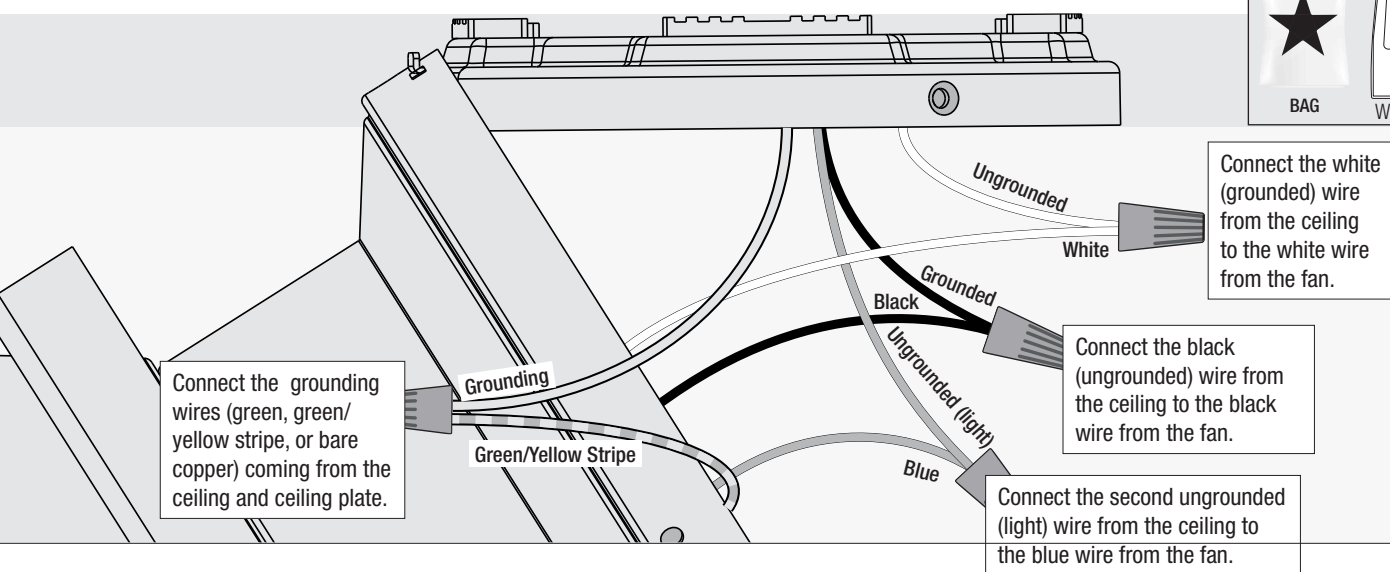 BAG
W
Ungrounded
White
Connect the white
(grounded) wire
from the ceiling
to the white wire
from the fan.
Grounded
Black
Connect the black
(ungrounded) wire from
the ceiling to the black
wire from the fan.
Ungrounded (light)
Blue
Connect the second ungrounded
(light) wire from the ceiling to
the blue wire from the fan.
Grounding
Green/Yellow Stripe
Connect the grounding
wires (green, green/
yellow stripe, or bare
copper) coming from the
ceiling and ceiling plate.